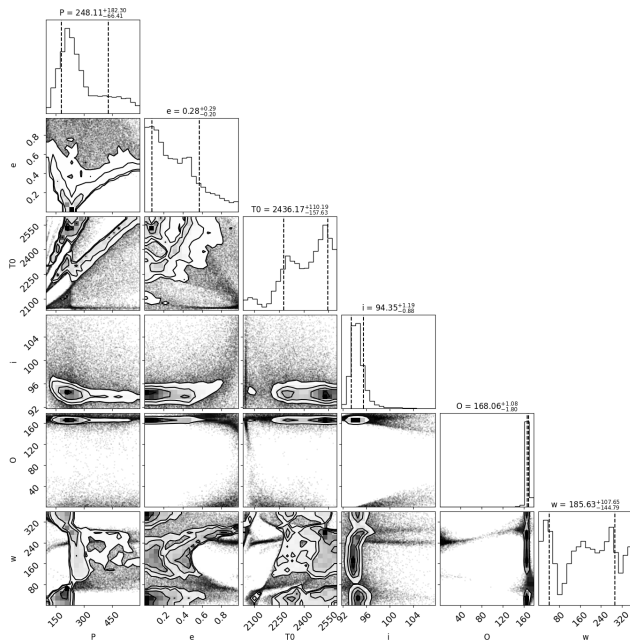 P = 248.11+182.30 −66.41
e = 0.28+0.29 −0.20
0.8
0.6
0.4
0.2
e
T0 = 2436.17+110.19 −157.63
2550
2400
2250
2100
T0
i = 94.35+1.19 −0.88
104
100
96
92
i
O = 168.06+1.08 −1.80
160
120
80
40
O
w = 185.63+107.65 −144.79
320
240
160
80
w
150 300 450
0.2 0.4 0.6 0.8
2100 2250 2400 2550
92 96 100 104
40 80 120 160
80 160 240 320
P e T0 i O w